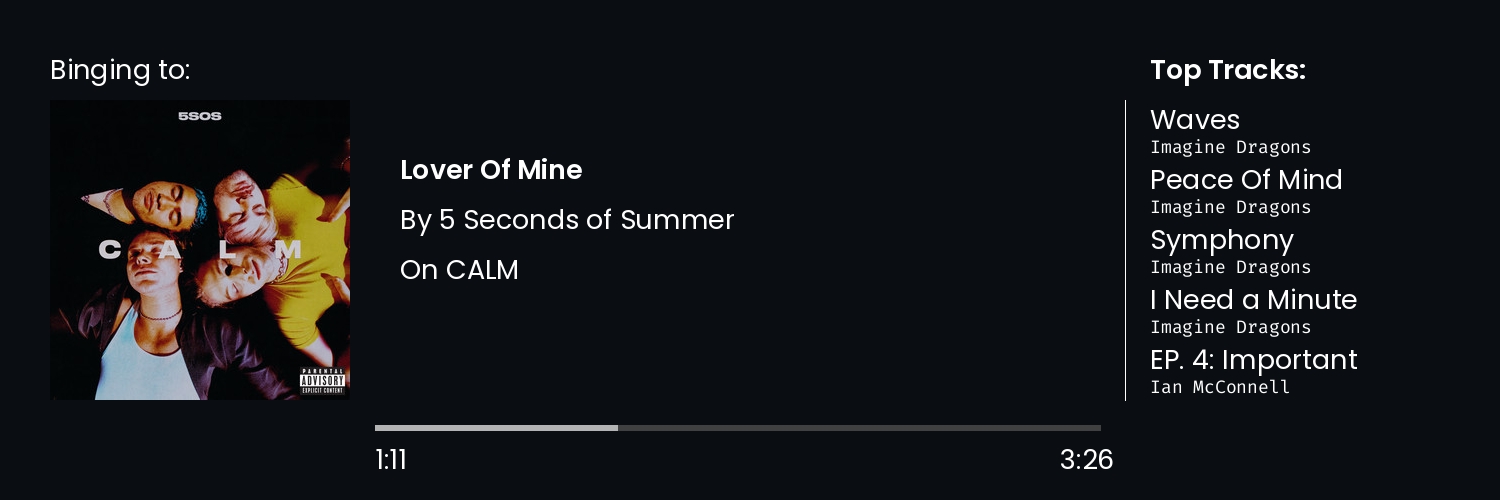 Binging to:
5SOS
C A L M
PARENTAL
ADVISORY
EXPLICIT CONTENT
Lover Of Mine
By 5 Seconds of Summer
On CALM
1:11
3:26
Top Tracks:
Waves
Imagine Dragons
Peace Of Mind
Imagine Dragons
Symphony
Imagine Dragons
I Need a Minute
Imagine Dragons
EP. 4: Important
Ian McConnell